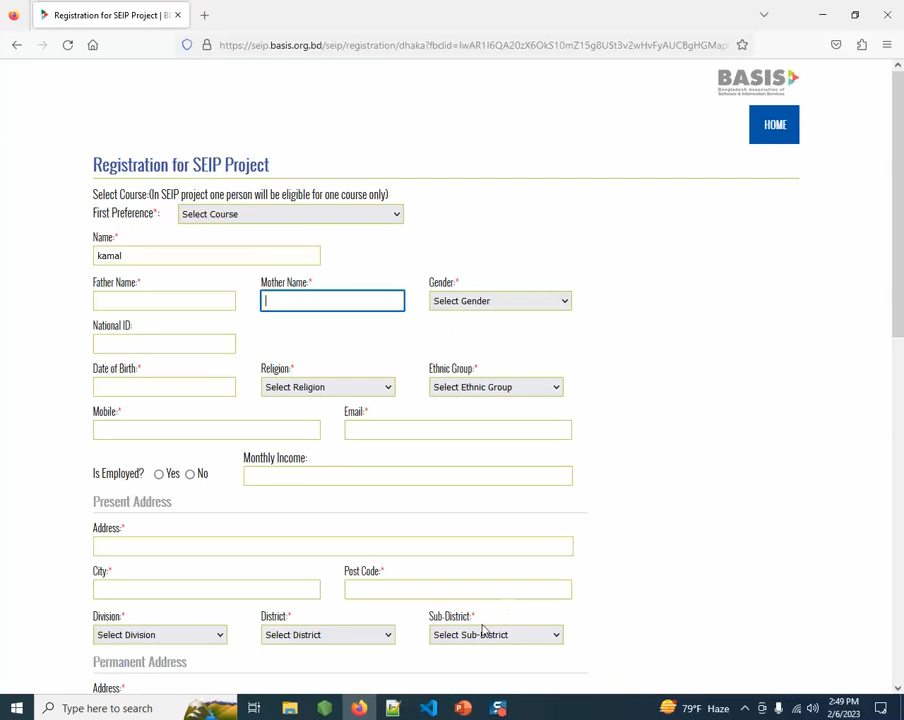 Registration for SEIP Project | B
https://seip.basis.org.bd/seip/registration/dhaka?fbclid=IwAR1I6QA20zX6OkS10mZ15g8USt3v2wHvFyAUCBgHGMap
BASIS
Bangladesh Association of
Software & Information Services
HOME
Registration for SEIP Project
Select Course:(In SEIP project one person will be eligible for one course only)
First Preference*: Select Course
Name:*
kamal
Father Name:* Mother Name:* Gender:*
Select Gender
National ID:
Date of Birth:* Religion:* Ethnic Group:*
Select Religion Select Ethnic Group
Mobile:* Email:*
Monthly Income:
Is Employed? Yes No
Present Address
Address:*
City:* Post Code:*
Division:* District:* Sub-District:*
Select Division Select District Select Sub-District
Permanent Address
Address:*
Type here to search 79°F Haze 2:49 PM
2/6/2023